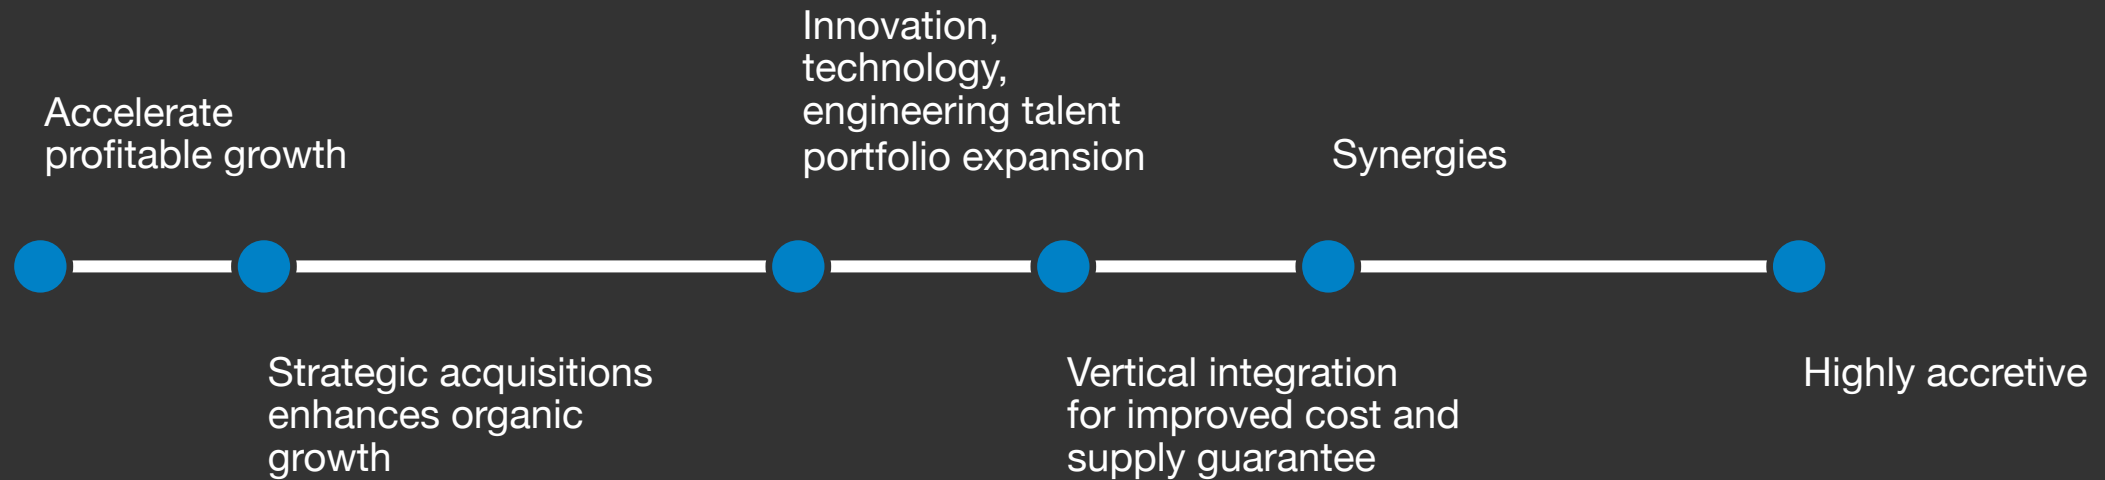 Accelerate
profitable growth
Strategic acquisitions
enhances organic
growth
Innovation,
technology,
engineering talent
portfolio expansion
Vertical integration
for improved cost and
supply guarantee
Synergies
Highly accretive